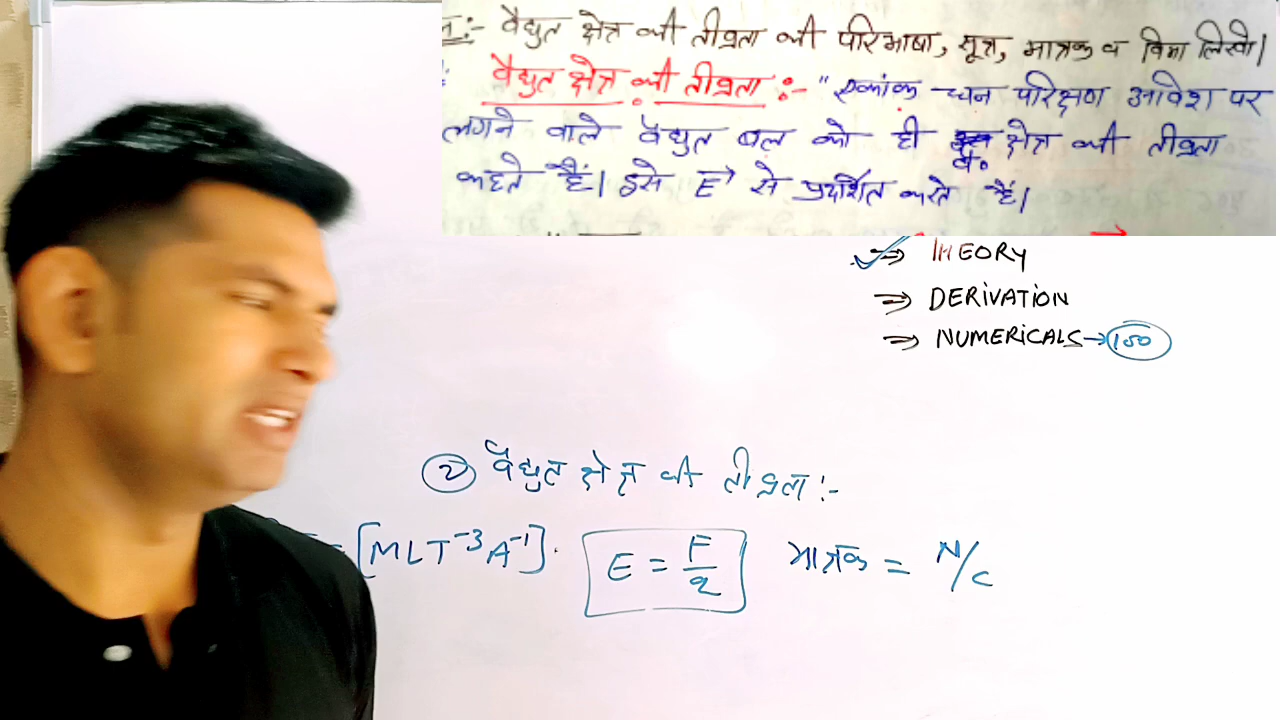 :- वैद्युत क्षेत्र की तीव्रता की परिभाषा, सूत्र, मात्रक व विमा लिखो।
वैद्युत क्षेत्र की तीव्रता :- "एकांक धन परिक्षण आवेश पर
लगने वाले वैद्युत बल को ही वै० क्षेत्र की तीव्रता
कहते हैं। इसे E→ से प्रदर्शित करते हैं।
⇒ THEORY
⇒ DERIVATION
⇒ NUMERICALS → 150
② वैद्युत क्षेत्र की तीव्रता :-
= [MLT⁻³A⁻¹]. E = F/q मात्रक = N/C